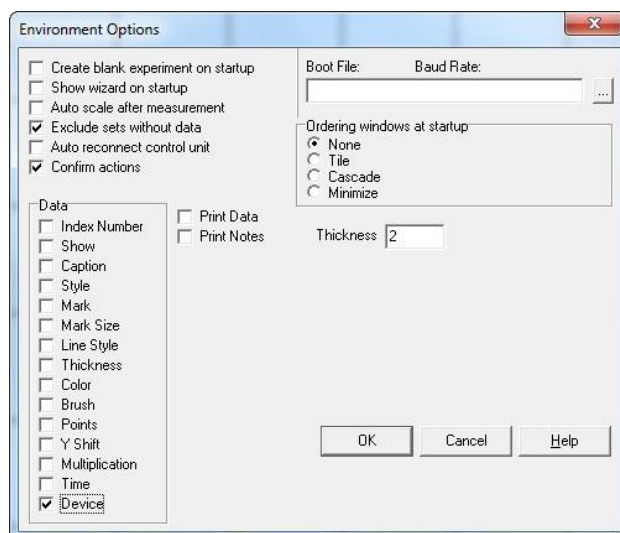 Environment Options
Create blank experiment on startup
Show wizard on startup
Auto scale after measurement
Exclude sets without data
Auto reconnect control unit
Confirm actions
Boot File: Baud Rate:
...
Ordering windows at startup
None
Tile
Cascade
Minimize
Data
Index Number
Show
Caption
Style
Mark
Mark Size
Line Style
Thickness
Color
Brush
Points
Y Shift
Multiplication
Time
Device
Print Data
Print Notes
Thickness 2
OK Cancel Help